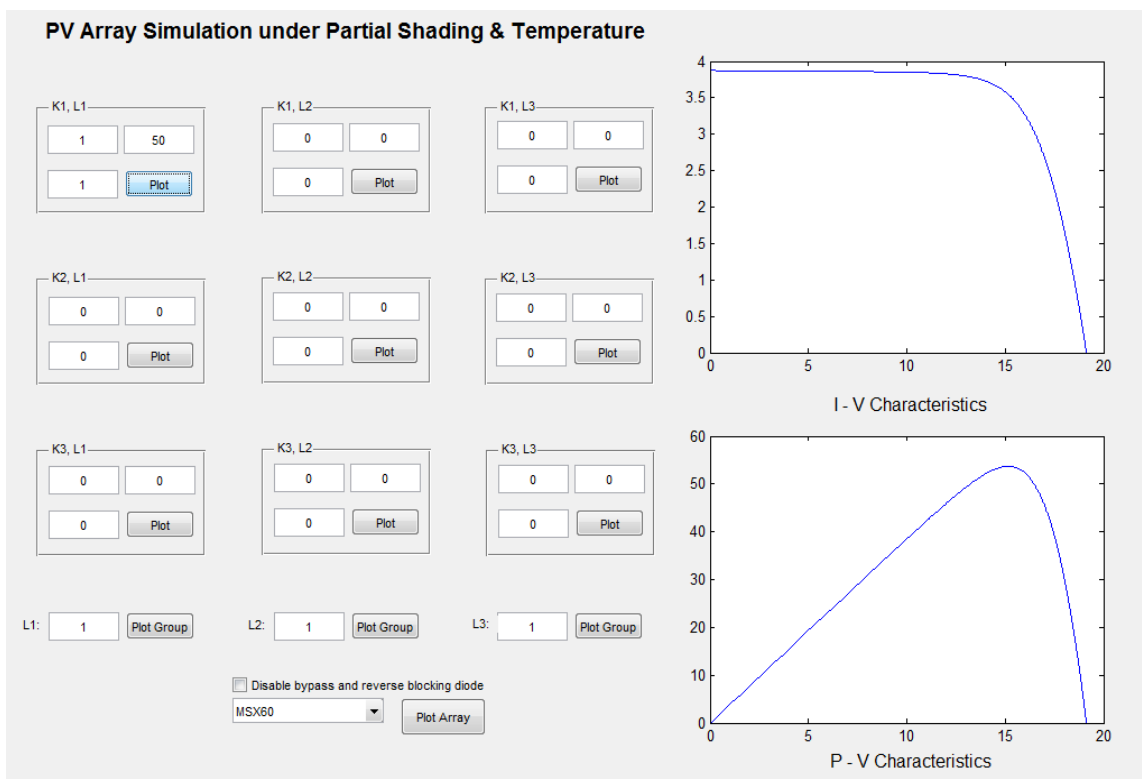 PV Array Simulation under Partial Shading & Temperature
K1, L1
1 50
1 Plot
K1, L2
0 0
0 Plot
K1, L3
0 0
0 Plot
K2, L1
0 0
0 Plot
K2, L2
0 0
0 Plot
K2, L3
0 0
0 Plot
K3, L1
0 0
0 Plot
K3, L2
0 0
0 Plot
K3, L3
0 0
0 Plot
L1: 1 Plot Group
L2: 1 Plot Group
L3: 1 Plot Group
Disable bypass and reverse blocking diode
MSX60
Plot Array
4
3.5
3
2.5
2
1.5
1
0.5
0
0 5 10 15 20
I - V Characteristics
60
50
40
30
20
10
0
0 5 10 15 20
P - V Characteristics